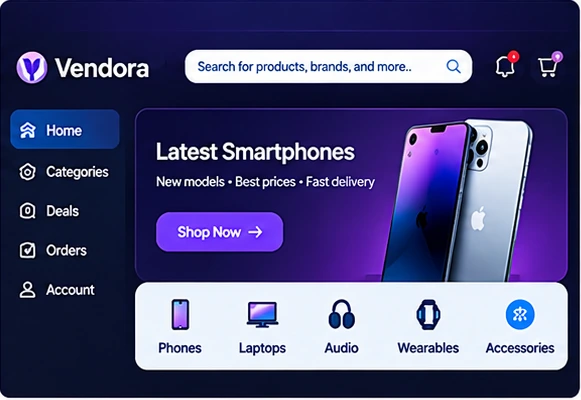 Vendora
Search for products, brands, and more..
Home
Categories
Deals
Orders
Account
Latest Smartphones
New models • Best prices • Fast delivery
Shop Now →
Phones
Laptops
Audio
Wearables
Accessories